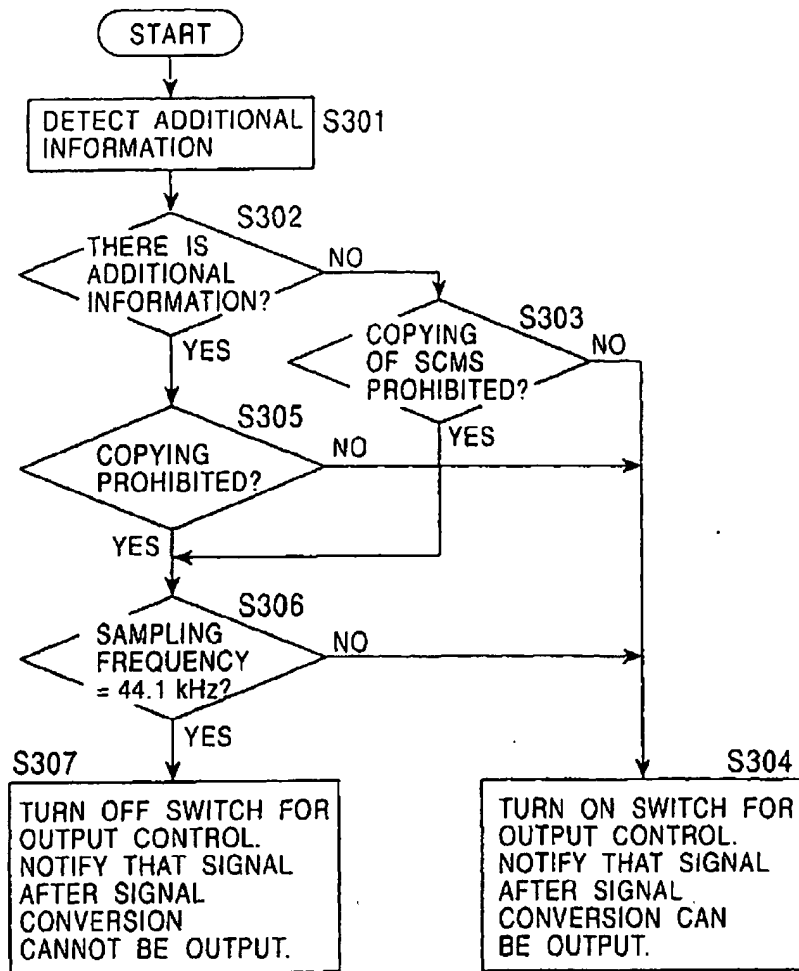 START
DETECT ADDITIONAL
INFORMATION
S301
S302
THERE IS
ADDITIONAL
INFORMATION?
NO
YES
S303
COPYING
OF SCMS
PROHIBITED?
NO
YES
S305
COPYING
PROHIBITED?
NO
YES
S306
SAMPLING
FREQUENCY
= 44.1 kHz?
NO
YES
S307
TURN OFF SWITCH FOR
OUTPUT CONTROL.
NOTIFY THAT SIGNAL
AFTER SIGNAL
CONVERSION
CANNOT BE OUTPUT.
S304
TURN ON SWITCH FOR
OUTPUT CONTROL.
NOTIFY THAT SIGNAL
AFTER SIGNAL
CONVERSION CAN
BE OUTPUT.